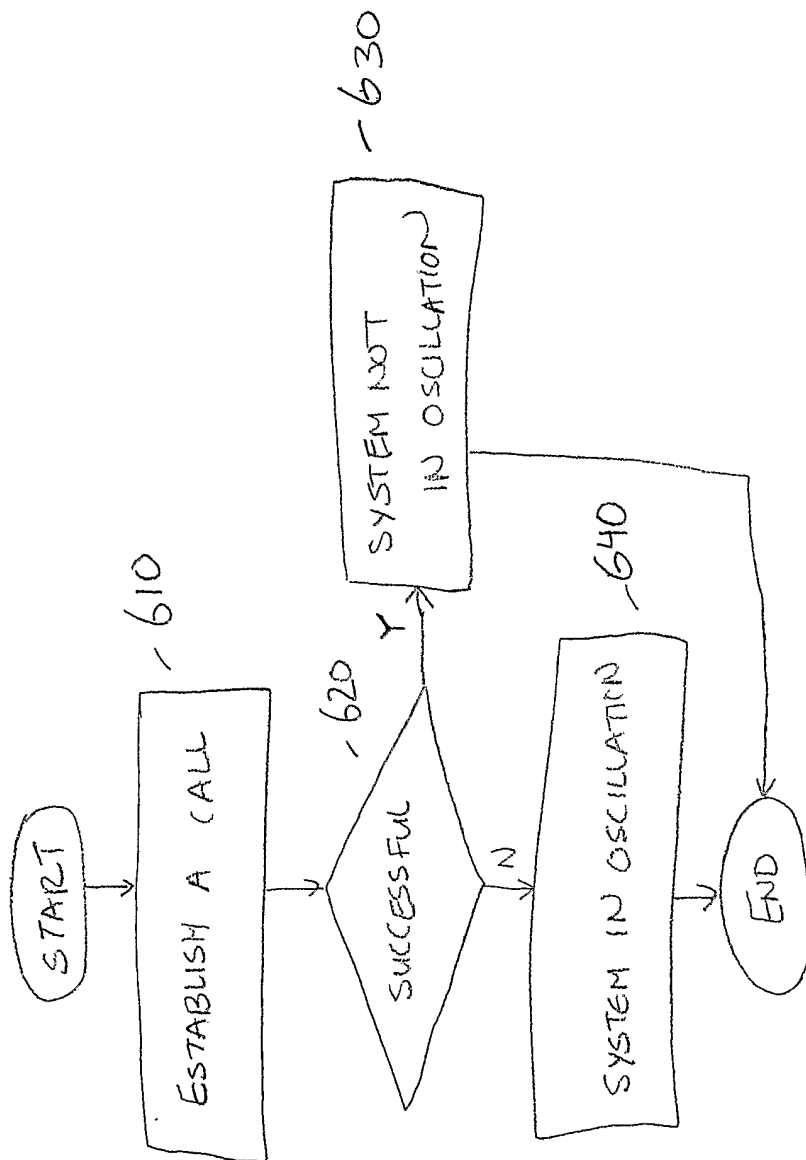 START
ESTABLISH A CALL
610
SUCCESSFUL
620
Y
SYSTEM NOT
IN OSCILLATION
630
N
SYSTEM IN OSCILLATION
640
END